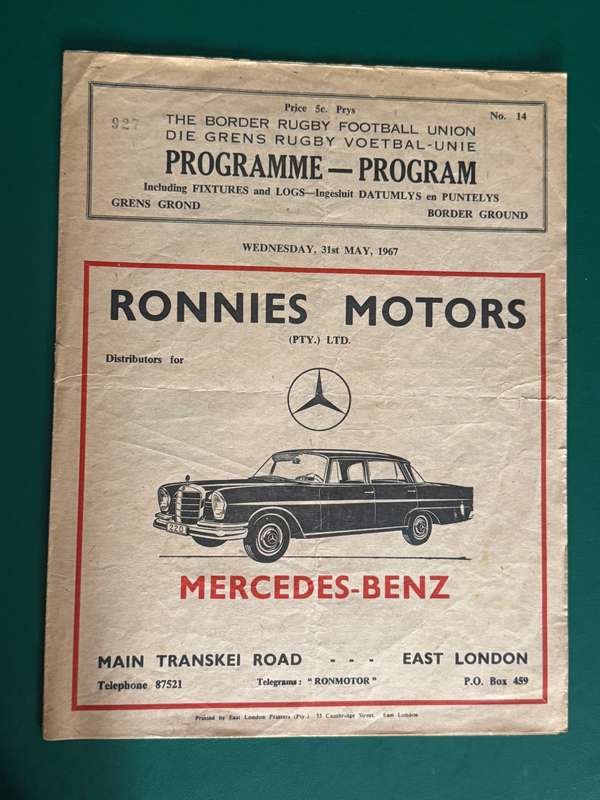 Price 5c. Prys
No. 14
927
THE BORDER RUGBY FOOTBALL UNION
DIE GRENS RUGBY VOETBAL-UNIE
PROGRAMME — PROGRAM
Including FIXTURES and LOGS—Ingesluit DATUMLYS en PUNTELYS
GRENS GROND
BORDER GROUND
WEDNESDAY, 31st MAY, 1967
RONNIES MOTORS
(PTY.) LTD.
Distributors for
220
MERCEDES-BENZ
MAIN TRANSKEI ROAD - - - EAST LONDON
Telephone 87521 Telegrams: "RONMOTOR" P.O. Box 459
Printed by East London Printers (Pty.) 33 Cambridge Street, East London